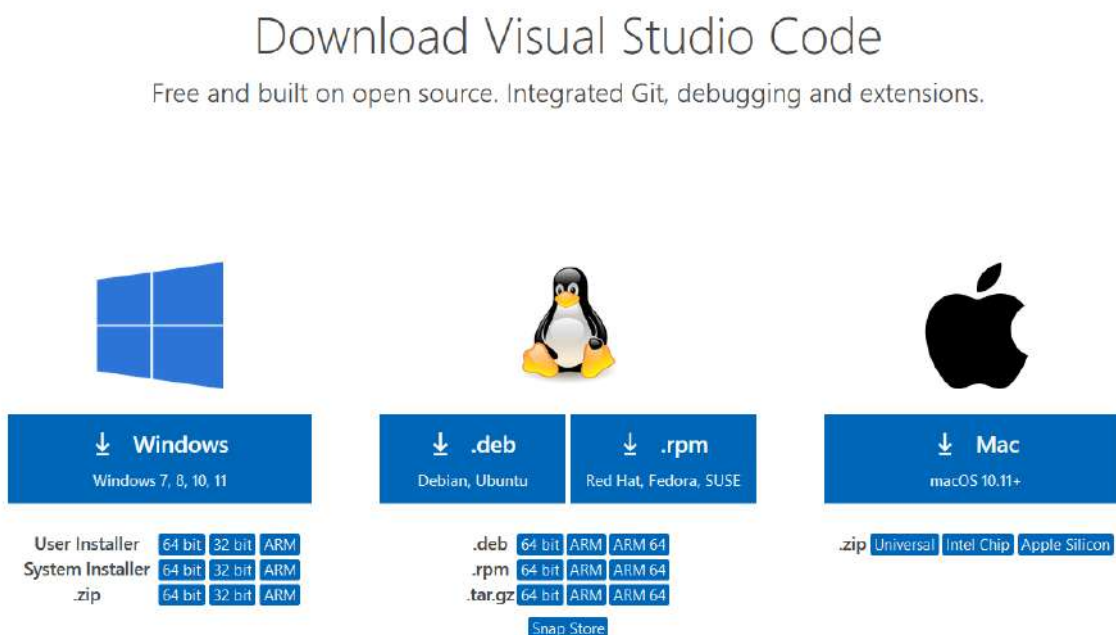 Download Visual Studio Code
Free and built on open source. Integrated Git, debugging and extensions.
Windows
Windows 7, 8, 10, 11
User Installer 64 bit 32 bit ARM
System Installer 64 bit 32 bit ARM
.zip 64 bit 32 bit ARM
.deb
Debian, Ubuntu
.rpm
Red Hat, Fedora, SUSE
.deb 64 bit ARM ARM 64
.rpm 64 bit ARM ARM 64
.tar.gz 64 bit ARM ARM 64
Snap Store
Mac
macOS 10.11+
.zip Universal Intel Chip Apple Silicon